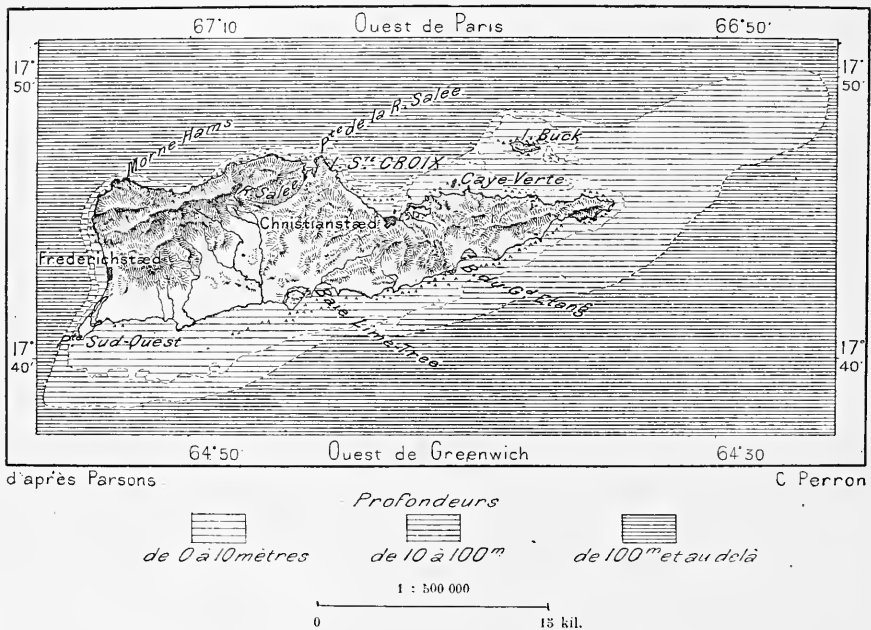 67°10 Ouest de Paris 66°50'
17° 17°
50' 50
Pte de la R. Salée
Morne-Hams
I. Buck
I. Ste CROIX
R. Salée
Caye-Verte
Christianstæd
Frederichstæd
B. du Gd Etang
Baie Lime-Tree
Pte Sud-Ouest
17° 17°
40' 40'
64°50' Ouest de Greenwich 64°30
d'après Parsons C Perron
Profondeurs
de 0 à 10 mètres de 10 à 100m de 100m et au delà
1 : 500 000
0 15 kil.